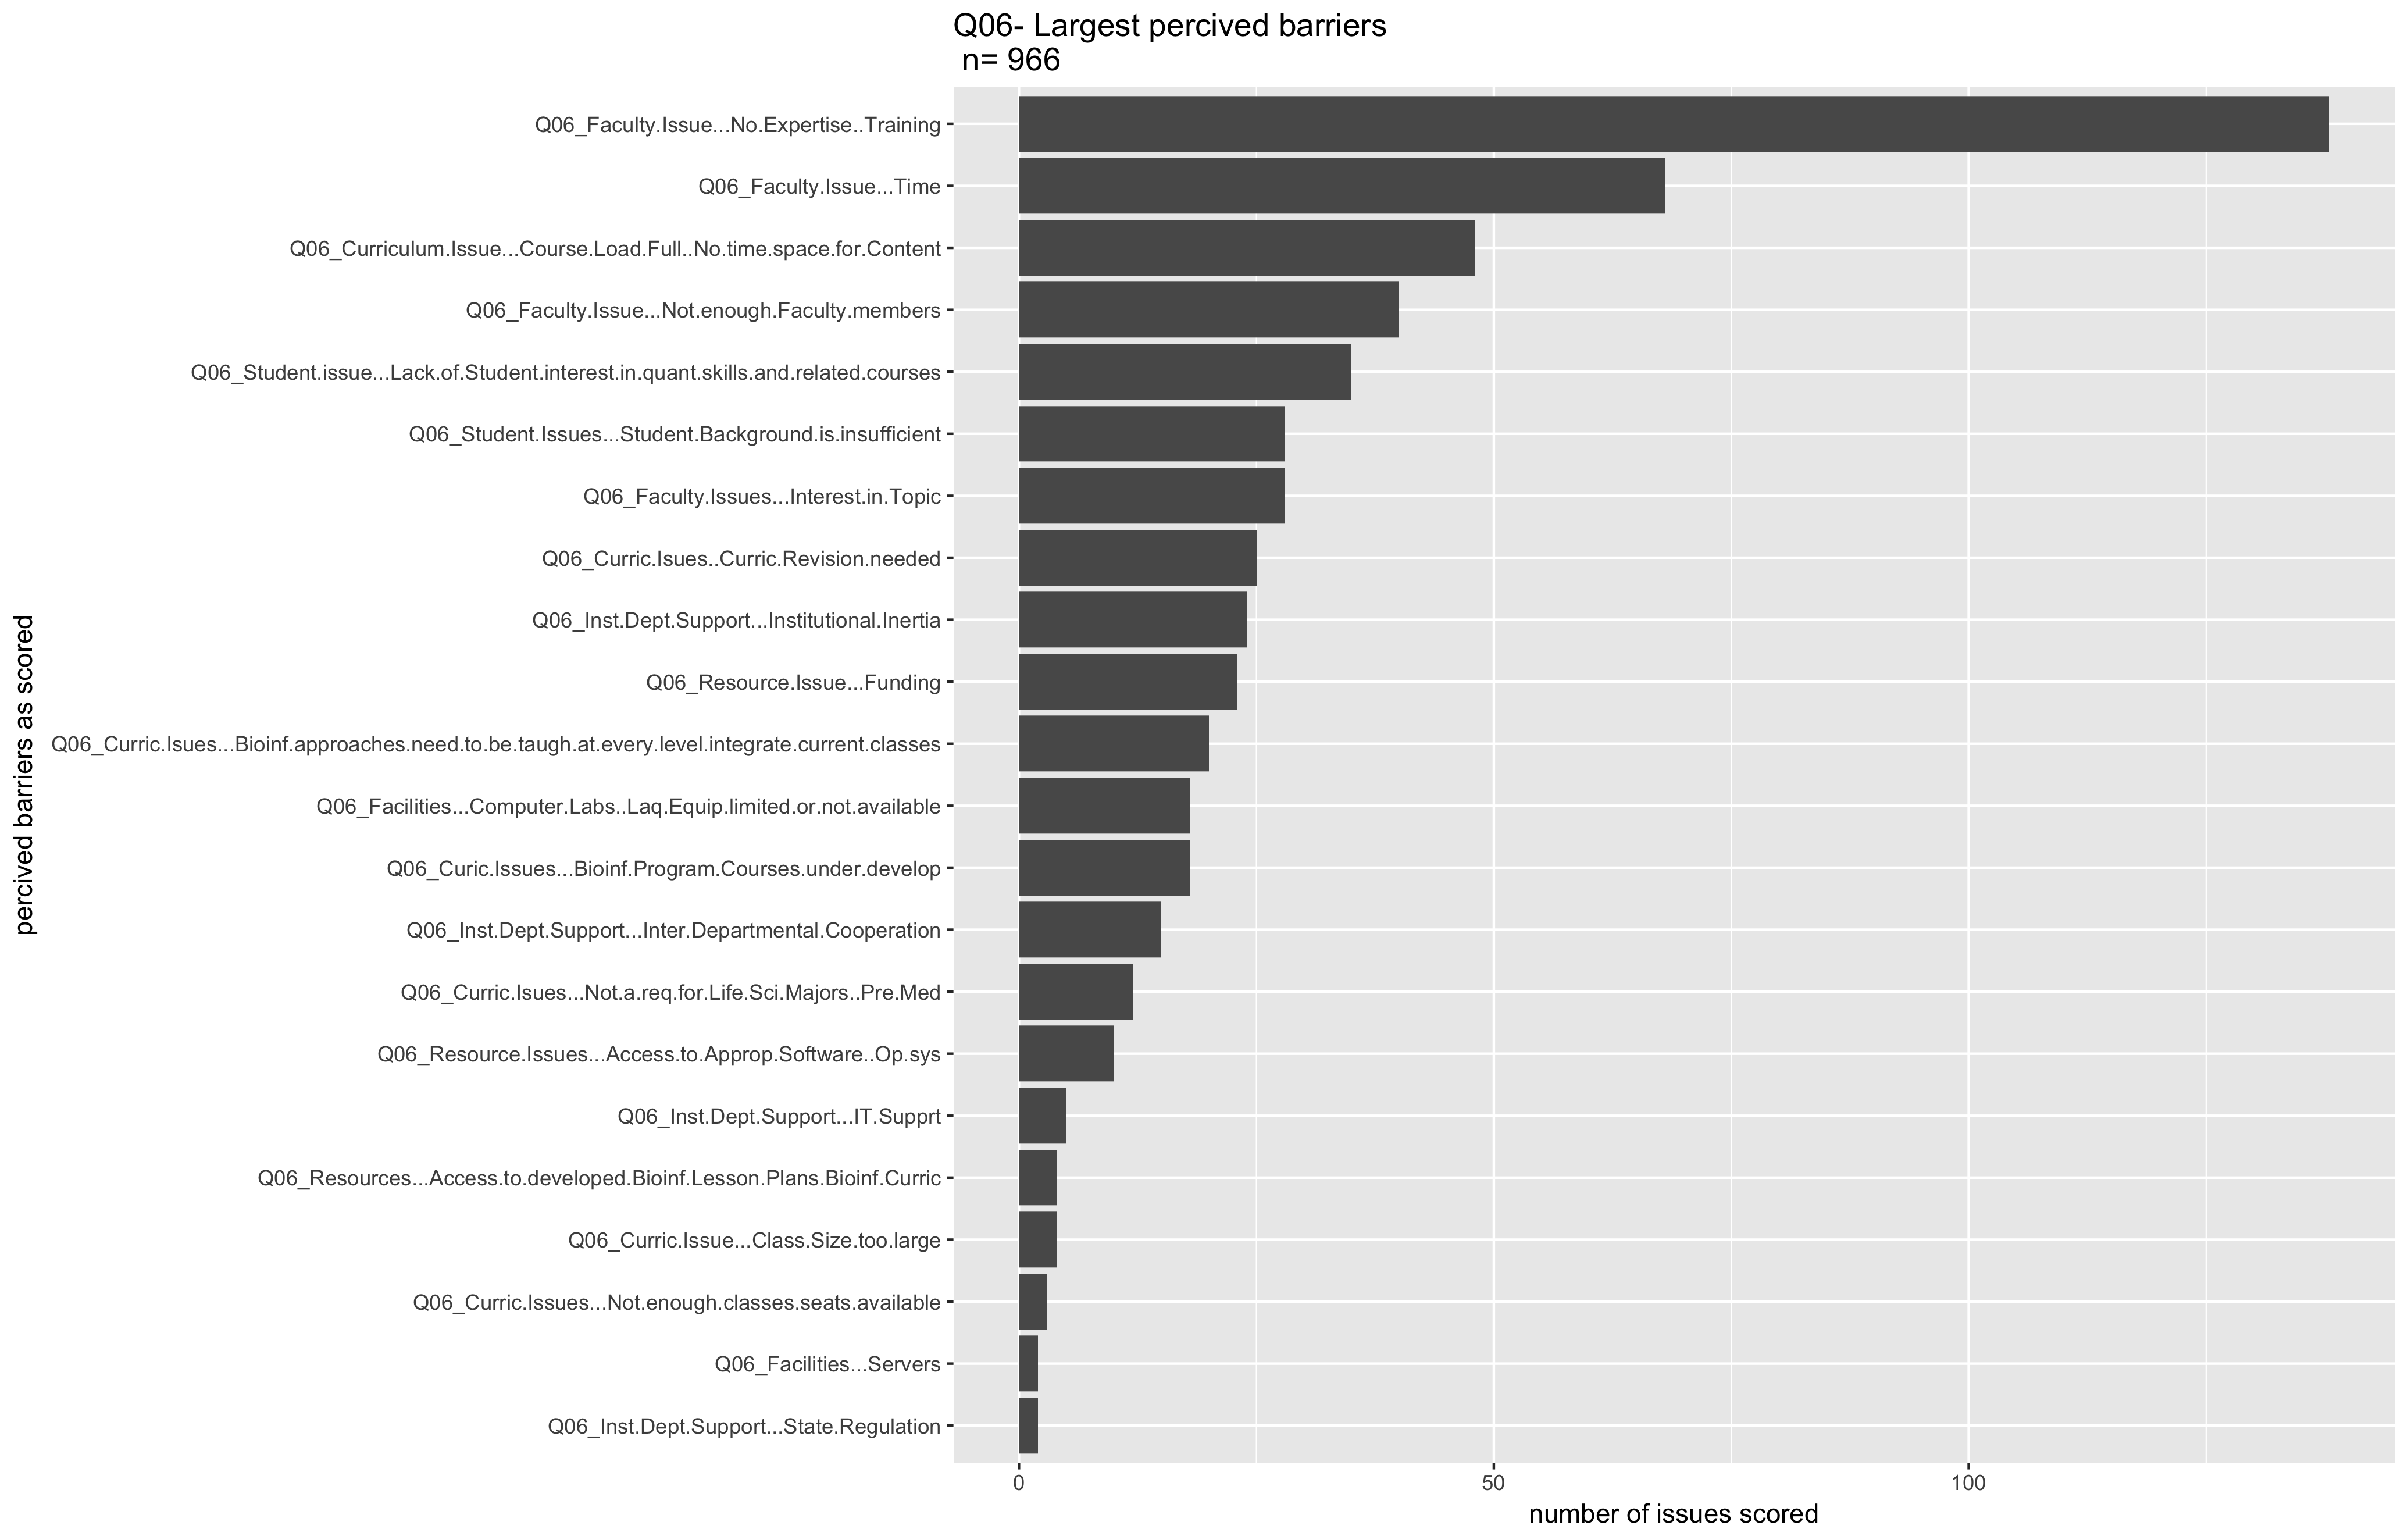 Q06- Largest percived barriers
n= 966
Q06_Faculty.Issue...No.Expertise..Training
Q06_Faculty.Issue...Time
Q06_Curriculum.Issue...Course.Load.Full..No.time.space.for.Content
Q06_Faculty.Issue...Not.enough.Faculty.members
Q06_Student.issue...Lack.of.Student.interest.in.quant.skills.and.related.courses
Q06_Student.Issues...Student.Background.is.insufficient
Q06_Faculty.Issues...Interest.in.Topic
Q06_Curric.Isues..Curric.Revision.needed
Q06_Inst.Dept.Support...Institutional.Inertia
Q06_Resource.Issue...Funding
Q06_Curric.Isues...Bioinf.approaches.need.to.be.taugh.at.every.level.integrate.current.classes
Q06_Facilities...Computer.Labs..Laq.Equip.limited.or.not.available
Q06_Curic.Issues...Bioinf.Program.Courses.under.develop
Q06_Inst.Dept.Support...Inter.Departmental.Cooperation
Q06_Curric.Isues...Not.a.req.for.Life.Sci.Majors..Pre.Med
Q06_Resource.Issues...Access.to.Approp.Software..Op.sys
Q06_Inst.Dept.Support...IT.Supprt
Q06_Resources...Access.to.developed.Bioinf.Lesson.Plans.Bioinf.Curric
Q06_Curric.Issue...Class.Size.too.large
Q06_Curric.Issues...Not.enough.classes.seats.available
Q06_Facilities...Servers
Q06_Inst.Dept.Support...State.Regulation
percived barriers as scored
0 50 100
number of issues scored